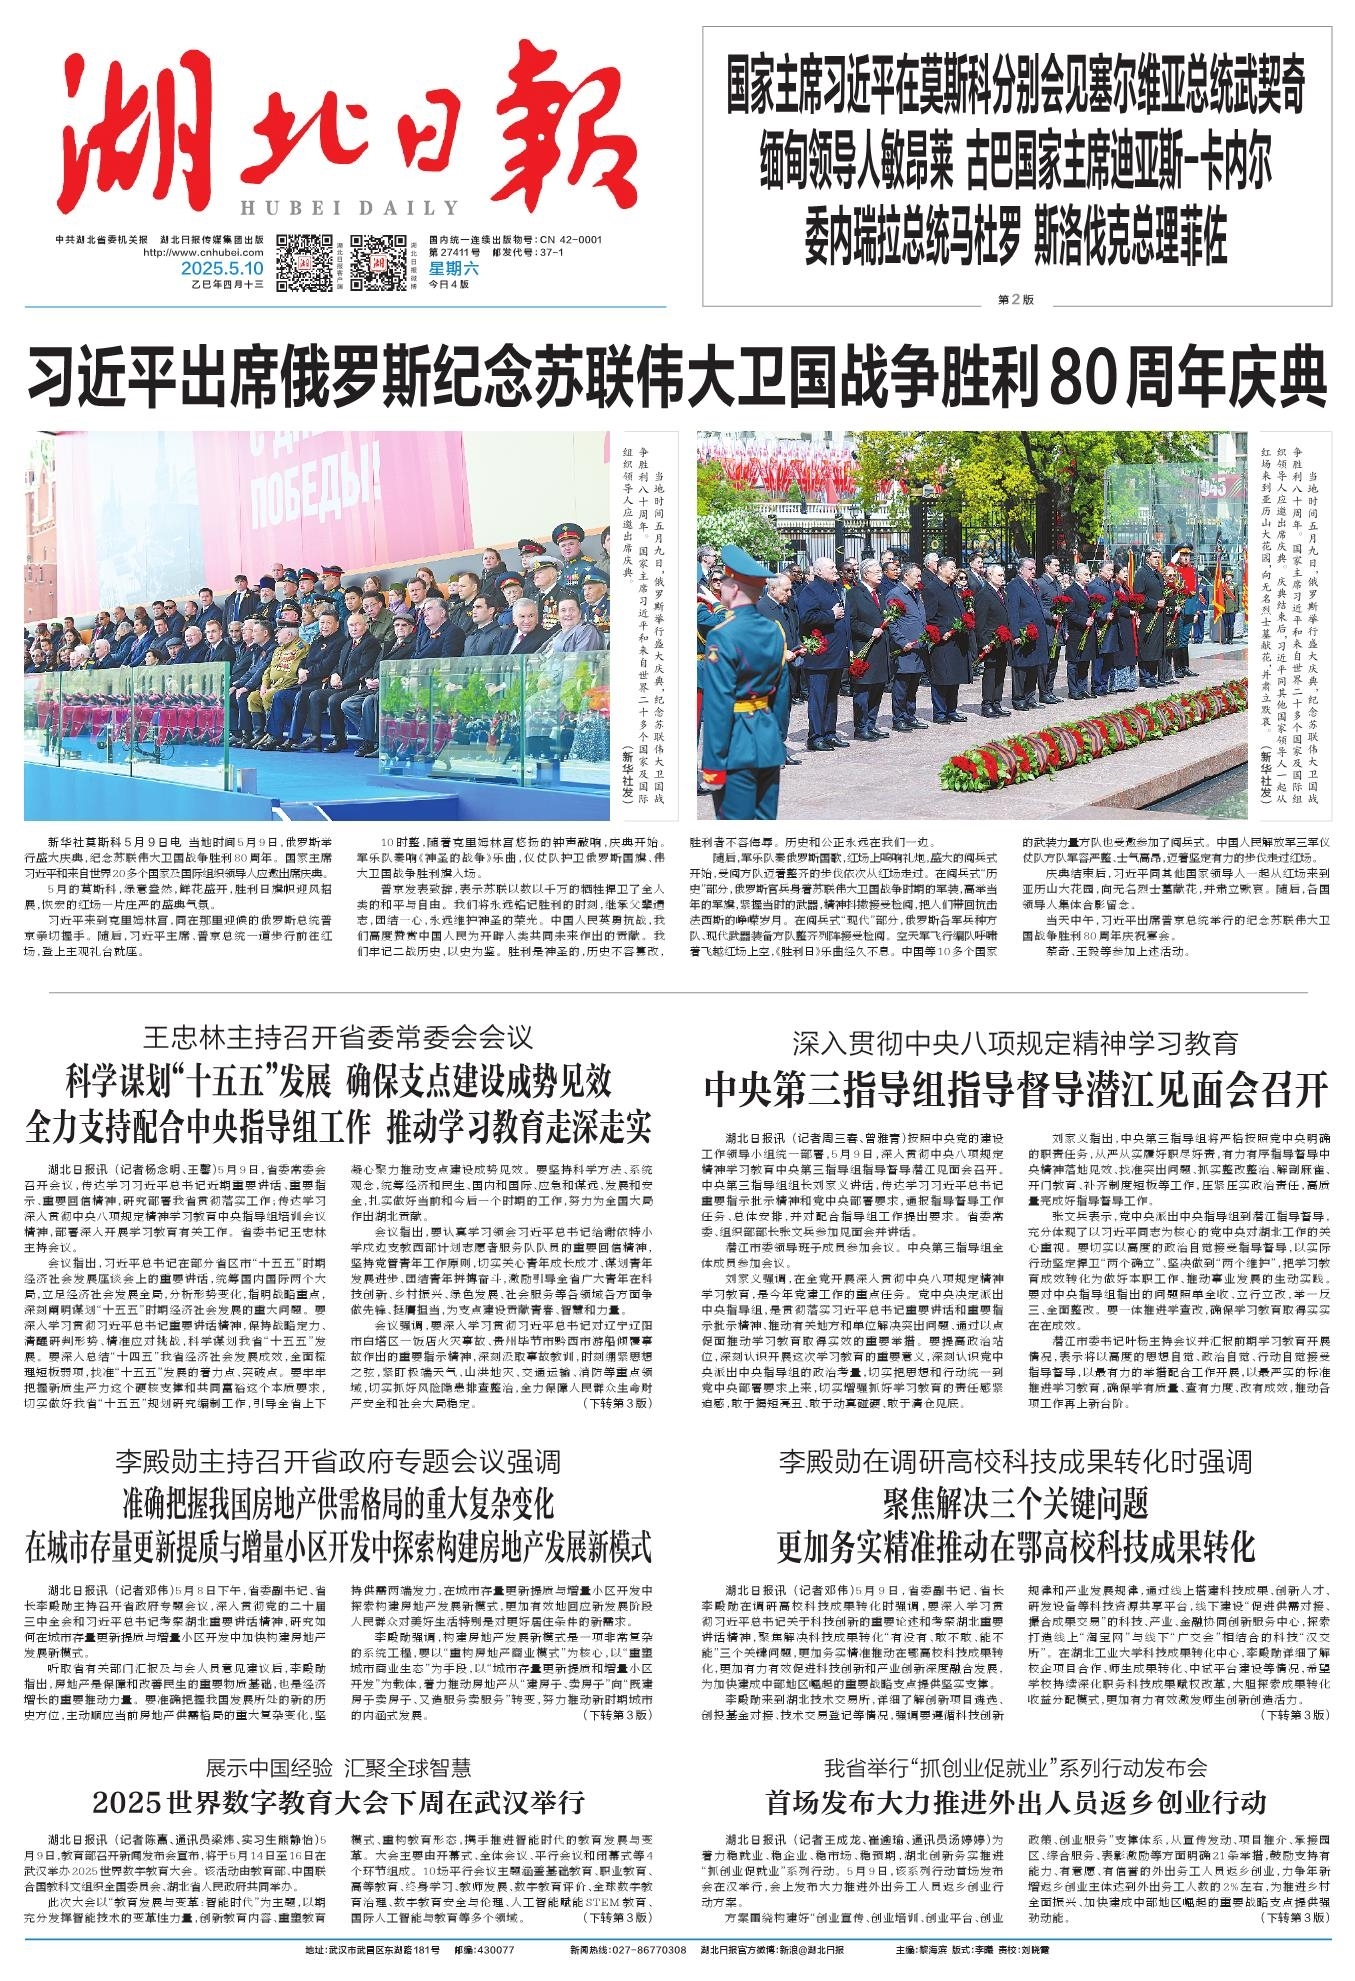 湖北日报
HUBEI DAILY
中共湖北省委机关报 湖北日报传媒集团出版
http://www.cnhubei.com
2025.5.10
乙巳年四月十三
湖北日报客户端
湖北日报微博
国内统一连续出版物号:CN 42-0001
第27411号 邮发代号:37-1
星期六
今日4版
国家主席习近平在莫斯科分别会见塞尔维亚总统武契奇
缅甸领导人敏昂莱 古巴国家主席迪亚斯-卡内尔
委内瑞拉总统马杜罗 斯洛伐克总理菲佐
第2版
习近平出席俄罗斯纪念苏联伟大卫国战争胜利80周年庆典
ПОБЕДЫ!
当地时间五月九日,俄罗斯举行盛大庆典,纪念苏联伟大卫国战
争胜利八十周年。国家主席习近平和来自世界二十多个国家及国际
组织领导人应邀出席庆典。
(新华社发)
当地时间五月九日,俄罗斯举行盛大庆典,纪念苏联伟大卫国战
争胜利八十周年。国家主席习近平和来自世界二十多个国家及国际组
织领导人应邀出席庆典。庆典结束后,习近平同其他国家领导人一起从
红场来到亚历山大花园,向无名烈士墓献花,并肃立默哀。
(新华社发)
新华社莫斯科5月9日电 当地时间5月9日,俄罗斯举
行盛大庆典,纪念苏联伟大卫国战争胜利80周年。国家主席
习近平和来自世界20多个国家及国际组织领导人应邀出席庆典。
5月的莫斯科,绿意盎然,鲜花盛开,胜利日旗帜迎风招
展,恢宏的红场一片庄严的盛典气氛。
习近平来到克里姆林宫,同在那里迎候的俄罗斯总统普
京亲切握手。随后,习近平主席、普京总统一道步行前往红
场,登上主观礼台就座。
10时整,随着克里姆林宫悠扬的钟声敲响,庆典开始。
军乐队奏响《神圣的战争》乐曲,仪仗队护卫俄罗斯国旗、伟
大卫国战争胜利旗入场。
普京发表致辞,表示苏联以数以千万的牺牲捍卫了全人
类的和平与自由。我们将永远铭记胜利的时刻,继承父辈遗
志,团结一心,永远维护神圣的荣光。中国人民英勇抗战,我
们高度赞赏中国人民为开辟人类共同未来作出的贡献。我
们牢记二战历史,以史为鉴。胜利是神圣的,历史不容篡改,
胜利者不容侮辱。历史和公正永远在我们一边。
随后,军乐队奏俄罗斯国歌,红场上鸣响礼炮,盛大的阅兵式
开始,受阅方队迈着整齐的步伐依次从红场走过。在阅兵式“历
史”部分,俄罗斯官兵身着苏联伟大卫国战争时期的军装,高举当
年的军旗,紧握当时的武器,精神抖擞接受检阅,把人们带回抗击
法西斯的峥嵘岁月。在阅兵式“现代”部分,俄罗斯各军兵种方
队、现代武器装备方队整齐列阵接受检阅。空天军飞行编队呼啸
着飞越红场上空,《胜利日》乐曲经久不息。中国等10多个国家
的武装力量方队也受邀参加了阅兵式。中国人民解放军三军仪
仗队方队军容严整、士气高昂,迈着坚定有力的步伐走过红场。
庆典结束后,习近平同其他国家领导人一起从红场来到
亚历山大花园,向无名烈士墓献花,并肃立默哀。随后,各国
领导人集体合影留念。
当天中午,习近平出席普京总统举行的纪念苏联伟大卫
国战争胜利80周年庆祝宴会。
蔡奇、王毅等参加上述活动。
王忠林主持召开省委常委会会议
科学谋划“十五五”发展 确保支点建设成势见效
全力支持配合中央指导组工作 推动学习教育走深走实
湖北日报讯 (记者杨念明、王馨)5月9日,省委常委会
召开会议,传达学习习近平总书记近期重要讲话、重要指
示、重要回信精神,研究部署我省贯彻落实工作;传达学习
深入贯彻中央八项规定精神学习教育中央指导组培训会议
精神,部署深入开展学习教育有关工作。省委书记王忠林
主持会议。
会议指出,习近平总书记在部分省区市“十五五”时期
经济社会发展座谈会上的重要讲话,统筹国内国际两个大
局,立足经济社会发展全局,分析形势变化,指明战略重点,
深刻阐明谋划“十五五”时期经济社会发展的重大问题。要
深入学习贯彻习近平总书记重要讲话精神,保持战略定力、
清醒研判形势、精准应对挑战,科学谋划我省“十五五”发
展。要深入总结“十四五”我省经济社会发展成效,全面梳
理短板弱项,找准“十五五”发展的着力点、突破点。要牢牢
把握新质生产力这个硬核支撑和共同富裕这个本质要求,
切实做好我省“十五五”规划研究编制工作,引导全省上下
凝心聚力推动支点建设成势见效。要坚持科学方法、系统
观念,统筹经济和民生、国内和国际、应急和谋远、发展和安
全,扎实做好当前和今后一个时期的工作,努力为全国大局
作出湖北贡献。
会议指出,要认真学习领会习近平总书记给谢依特小
学戍边支教西部计划志愿者服务队队员的重要回信精神,
坚持党管青年工作原则,切实关心青年成长成才,谋划青年
发展进步,团结青年拼搏奋斗,激励引导全省广大青年在科
技创新、乡村振兴、绿色发展、社会服务等各领域各方面争
做先锋、挺膺担当,为支点建设贡献青春、智慧和力量。
会议强调,要深入学习贯彻习近平总书记对辽宁辽阳
市白塔区一饭店火灾事故、贵州毕节市黔西市游船倾覆事
故作出的重要指示精神,深刻汲取事故教训,时刻绷紧思想
之弦,紧盯极端天气、山洪地灾、交通运输、消防等重点领
域,切实抓好风险隐患排查整治,全力保障人民群众生命财
产安全和社会大局稳定。 (下转第3版)
深入贯彻中央八项规定精神学习教育
中央第三指导组指导督导潜江见面会召开
湖北日报讯 (记者周三春、曾雅青)按照中央党的建设
工作领导小组统一部署,5月9日,深入贯彻中央八项规定
精神学习教育中央第三指导组指导督导潜江见面会召开。
中央第三指导组组长刘家义讲话,传达学习习近平总书记
重要指示批示精神和党中央部署要求,通报指导督导工作
任务、总体安排,并对配合指导组工作提出要求。省委常
委、组织部部长张文兵参加见面会并讲话。
潜江市委领导班子成员参加会议。中央第三指导组全
体成员参加会议。
刘家义强调,在全党开展深入贯彻中央八项规定精神
学习教育,是今年党建工作的重点任务。党中央决定派出
中央指导组,是贯彻落实习近平总书记重要讲话和重要指
示批示精神、推动有关地方和单位解决突出问题、通过以点
促面推动学习教育取得实效的重要举措。要提高政治站
位,深刻认识开展这次学习教育的重要意义,深刻认识党中
央派出中央指导组的政治考量,切实把思想和行动统一到
党中央部署要求上来,切实增强抓好学习教育的责任感紧
迫感,敢于揭短亮丑、敢于动真碰硬、敢于清仓见底。
刘家义指出,中央第三指导组将严格按照党中央明确
的职责任务,从严从实履好职尽好责,有力有序指导督导中
央精神落地见效、找准突出问题、抓实整改整治、解剖麻雀、
开门教育、补齐制度短板等工作,压紧压实政治责任,高质
量完成好指导督导工作。
张文兵表示,党中央派出中央指导组到潜江指导督导,
充分体现了以习近平同志为核心的党中央对湖北工作的关
心重视。要切实以高度的政治自觉接受指导督导,以实际
行动坚定捍卫“两个确立”、坚决做到“两个维护”,把学习教
育成效转化为做好本职工作、推动事业发展的生动实践。
要对中央指导组指出的问题照单全收、立行立改,举一反
三、全面整改。要一体推进学查改,确保学习教育取得实实
在在成效。
潜江市委书记叶杨主持会议并汇报前期学习教育开展
情况,表示将以高度的思想自觉、政治自觉、行动自觉接受
指导督导,以最有力的举措配合工作开展,以最严实的标准
推进学习教育,确保学有质量、查有力度、改有成效,推动各
项工作再上新台阶。
李殿勋主持召开省政府专题会议强调
准确把握我国房地产供需格局的重大复杂变化
在城市存量更新提质与增量小区开发中探索构建房地产发展新模式
湖北日报讯 (记者邓伟)5月8日下午,省委副书记、省
长李殿勋主持召开省政府专题会议,深入贯彻党的二十届
三中全会和习近平总书记考察湖北重要讲话精神,研究如
何在城市存量更新提质与增量小区开发中加快构建房地产
发展新模式。
听取省有关部门汇报及与会人员意见建议后,李殿勋
指出,房地产是保障和改善民生的重要物质基础,也是经济
增长的重要推动力量。要准确把握我国发展所处的新的历
史方位,主动顺应当前房地产供需格局的重大复杂变化,坚
持供需两端发力,在城市存量更新提质与增量小区开发中
探索构建房地产发展新模式,更加有效地回应新发展阶段
人民群众对美好生活特别是对更好居住条件的新需求。
李殿勋强调,构建房地产发展新模式是一项非常复杂
的系统工程,要以“重构房地产商业模式”为核心,以“重塑
城市商业生态”为手段,以“城市存量更新提质和增量小区
开发”为载体,着力推动房地产从“建房子、卖房子”向“既建
房子卖房子、又造服务卖服务”转变,努力推动新时期城市
的内涵式发展。 (下转第3版)
李殿勋在调研高校科技成果转化时强调
聚焦解决三个关键问题
更加务实精准推动在鄂高校科技成果转化
湖北日报讯 (记者邓伟)5月9日,省委副书记、省长
李殿勋在调研高校科技成果转化时强调,要深入学习贯
彻习近平总书记关于科技创新的重要论述和考察湖北重要
讲话精神,聚焦解决科技成果转化“有没有、敢不敢、能不
能”三个关键问题,更加务实精准推动在鄂高校科技成果转
化,更加有力有效促进科技创新和产业创新深度融合发展,
为加快建成中部地区崛起的重要战略支点提供坚实支撑。
李殿勋来到湖北技术交易所,详细了解创新项目遴选、
创投基金对接、技术交易登记等情况,强调要遵循科技创新
规律和产业发展规律,通过线上搭建科技成果、创新人才、
研发设备等科技资源共享平台,线下建设“促进供需对接、
撮合成果交易”的科技、产业、金融协同创新服务中心,探索
打造线上“淘宝网”与线下“广交会”相结合的科技“汉交
所”。在湖北工业大学科技成果转化中心,李殿勋详细了解
校企项目合作、师生成果转化、中试平台建设等情况,希望
学校持续深化职务科技成果赋权改革,大胆探索成果转化
收益分配模式,更加有力有效激发师生创新创造活力。
(下转第3版)
展示中国经验 汇聚全球智慧
2025世界数字教育大会下周在武汉举行
湖北日报讯 (记者陈熹、通讯员梁炜、实习生熊静怡)5
月9日,教育部召开新闻发布会宣布,将于5月14日至16日在
武汉举办2025世界数字教育大会。该活动由教育部、中国联
合国教科文组织全国委员会、湖北省人民政府共同举办。
此次大会以“教育发展与变革:智能时代”为主题,以期
充分发挥智能技术的变革性力量,创新教育内容、重塑教育
模式、重构教育形态,携手推进智能时代的教育发展与变
革。大会主要由开幕式、全体会议、平行会议和闭幕式等4
个环节组成。10场平行会议主题涵盖基础教育、职业教育、
高等教育、终身学习、教师发展、数字教育评价、全球数字教
育治理、数字教育安全与伦理、人工智能赋能STEM教育、
国际人工智能与教育等多个领域。 (下转第3版)
我省举行“抓创业促就业”系列行动发布会
首场发布大力推进外出人员返乡创业行动
湖北日报讯 (记者王成龙、崔逾瑜、通讯员汤婷婷)为
着力稳就业、稳企业、稳市场、稳预期,湖北创新务实推进
“抓创业促就业”系列行动。5月9日,该系列行动首场发布
会在汉举行,会上发布大力推进外出务工人员返乡创业行
动方案。
方案围绕构建好“创业宣传、创业培训、创业平台、创业
政策、创业服务”支撑体系,从宣传发动、项目推介、承接园
区、综合服务、表彰激励等方面明确21条举措,鼓励支持有
能力、有意愿、有信誉的外出务工人员返乡创业,力争年新
增返乡创业主体达到外出务工人数的2%左右,为推进乡村
全面振兴、加快建成中部地区崛起的重要战略支点提供强
劲动能。 (下转第3版)
地址:武汉市武昌区东湖路181号 邮编:430077 新闻热线:027-86770308 湖北日报官方微博:新浪@湖北日报 主编:黎海滨 版式:李曦 责校:刘晓霞